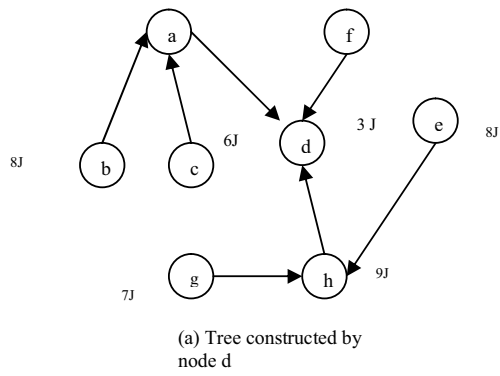 a
f
e
8J
3 J
d
6J
8J
b
c
g
h
9J
7J
(a) Tree constructed by
node d